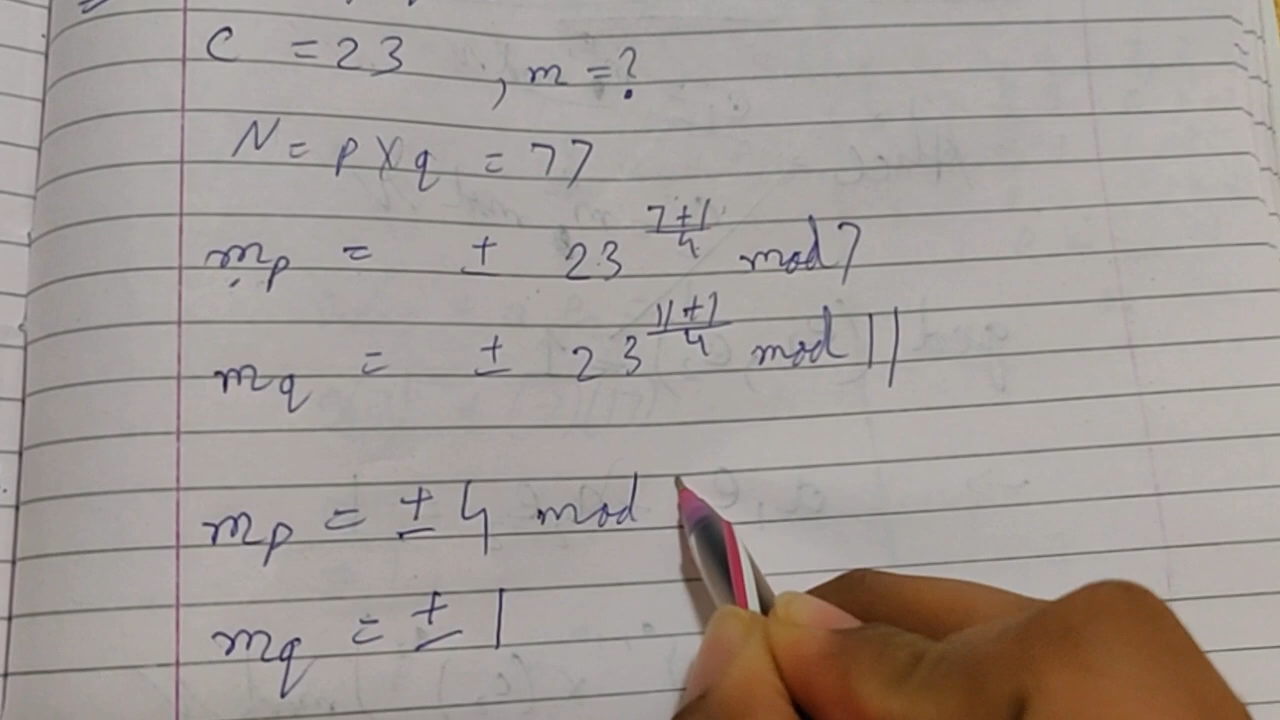 C = 23 , m = ?
N = p X q = 77
mp = ± 23^(7+1)/4 mod 7
mq = ± 23^(11+1)/4 mod 11
mp = ± 4 mod
mq = ± 1